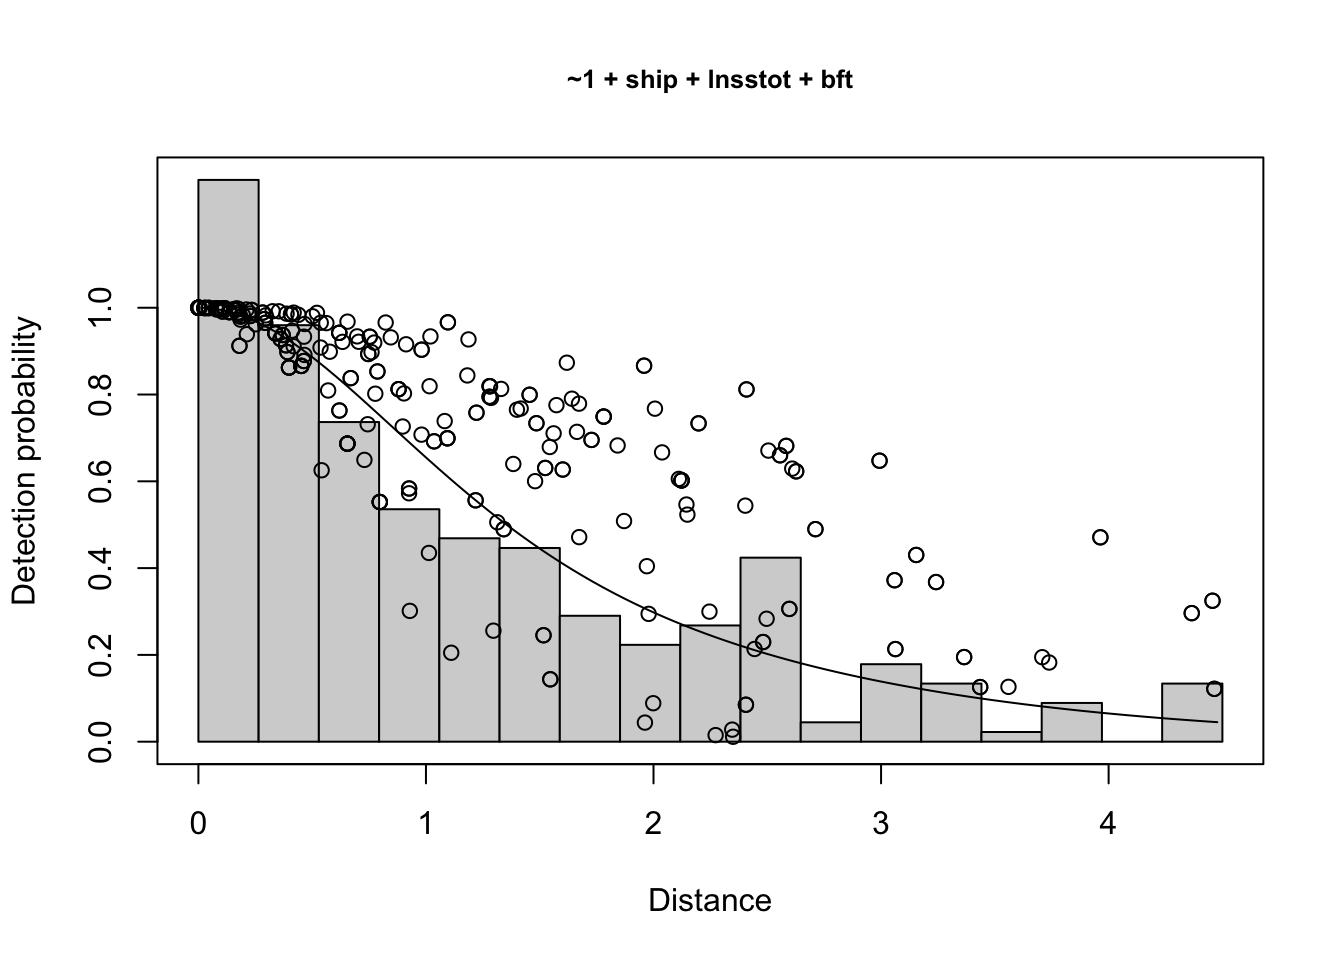 ~1 + ship + lnsstot + bft
Detection probability
1.0
0.8
0.6
0.4
0.2
0.0
0 1 2 3 4
Distance